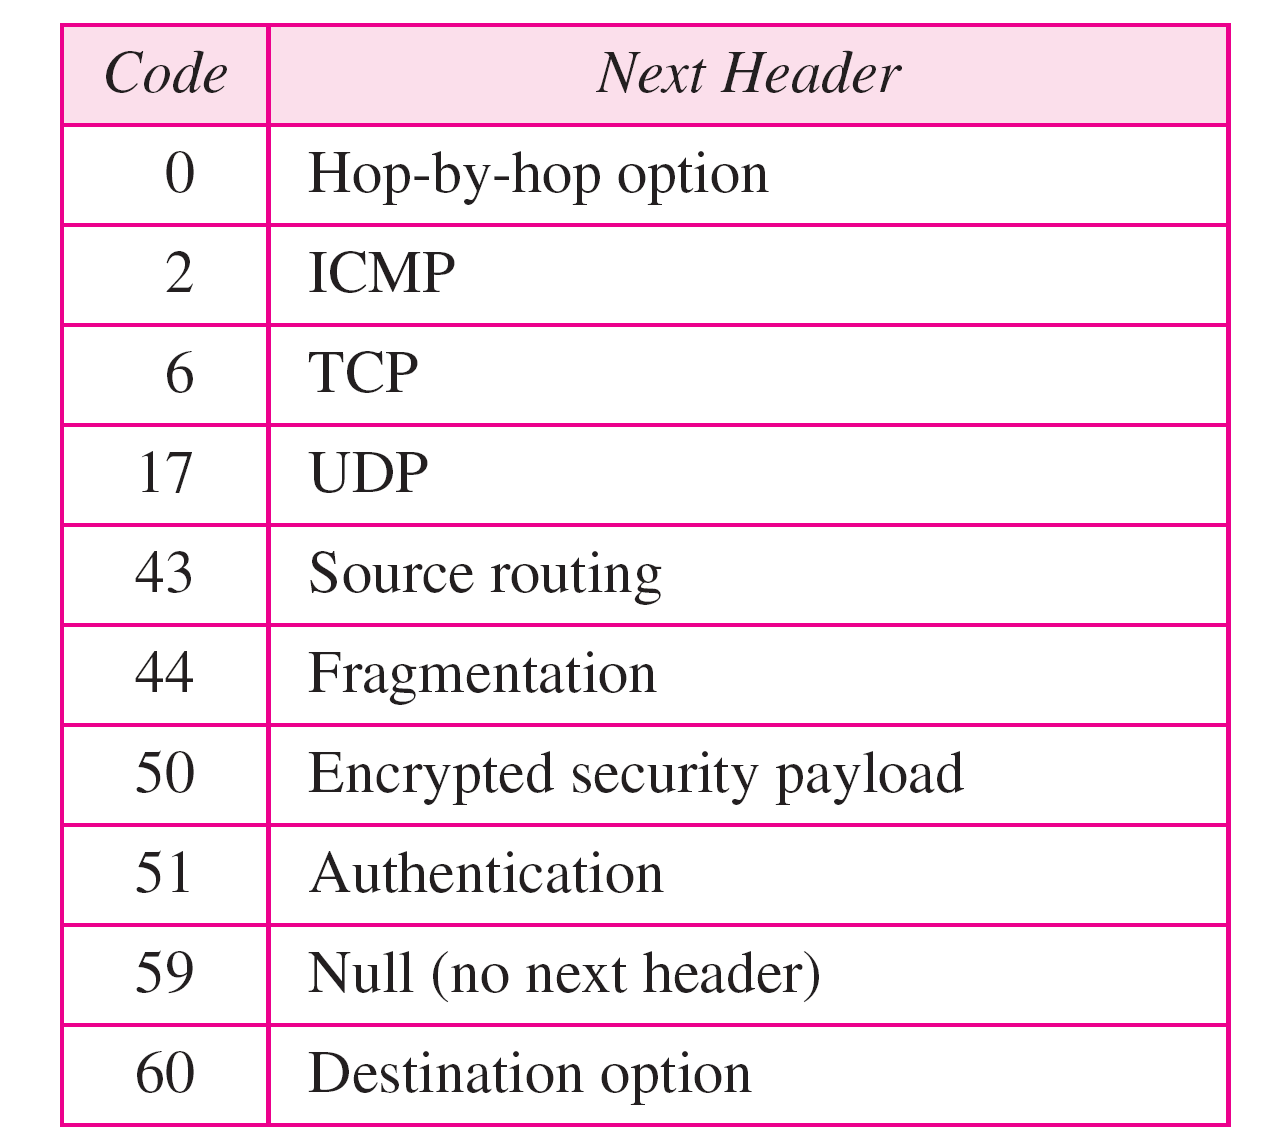 Code Next Header
0 Hop-by-hop option
2 ICMP
6 TCP
17 UDP
43 Source routing
44 Fragmentation
50 Encrypted security payload
51 Authentication
59 Null (no next header)
60 Destination option